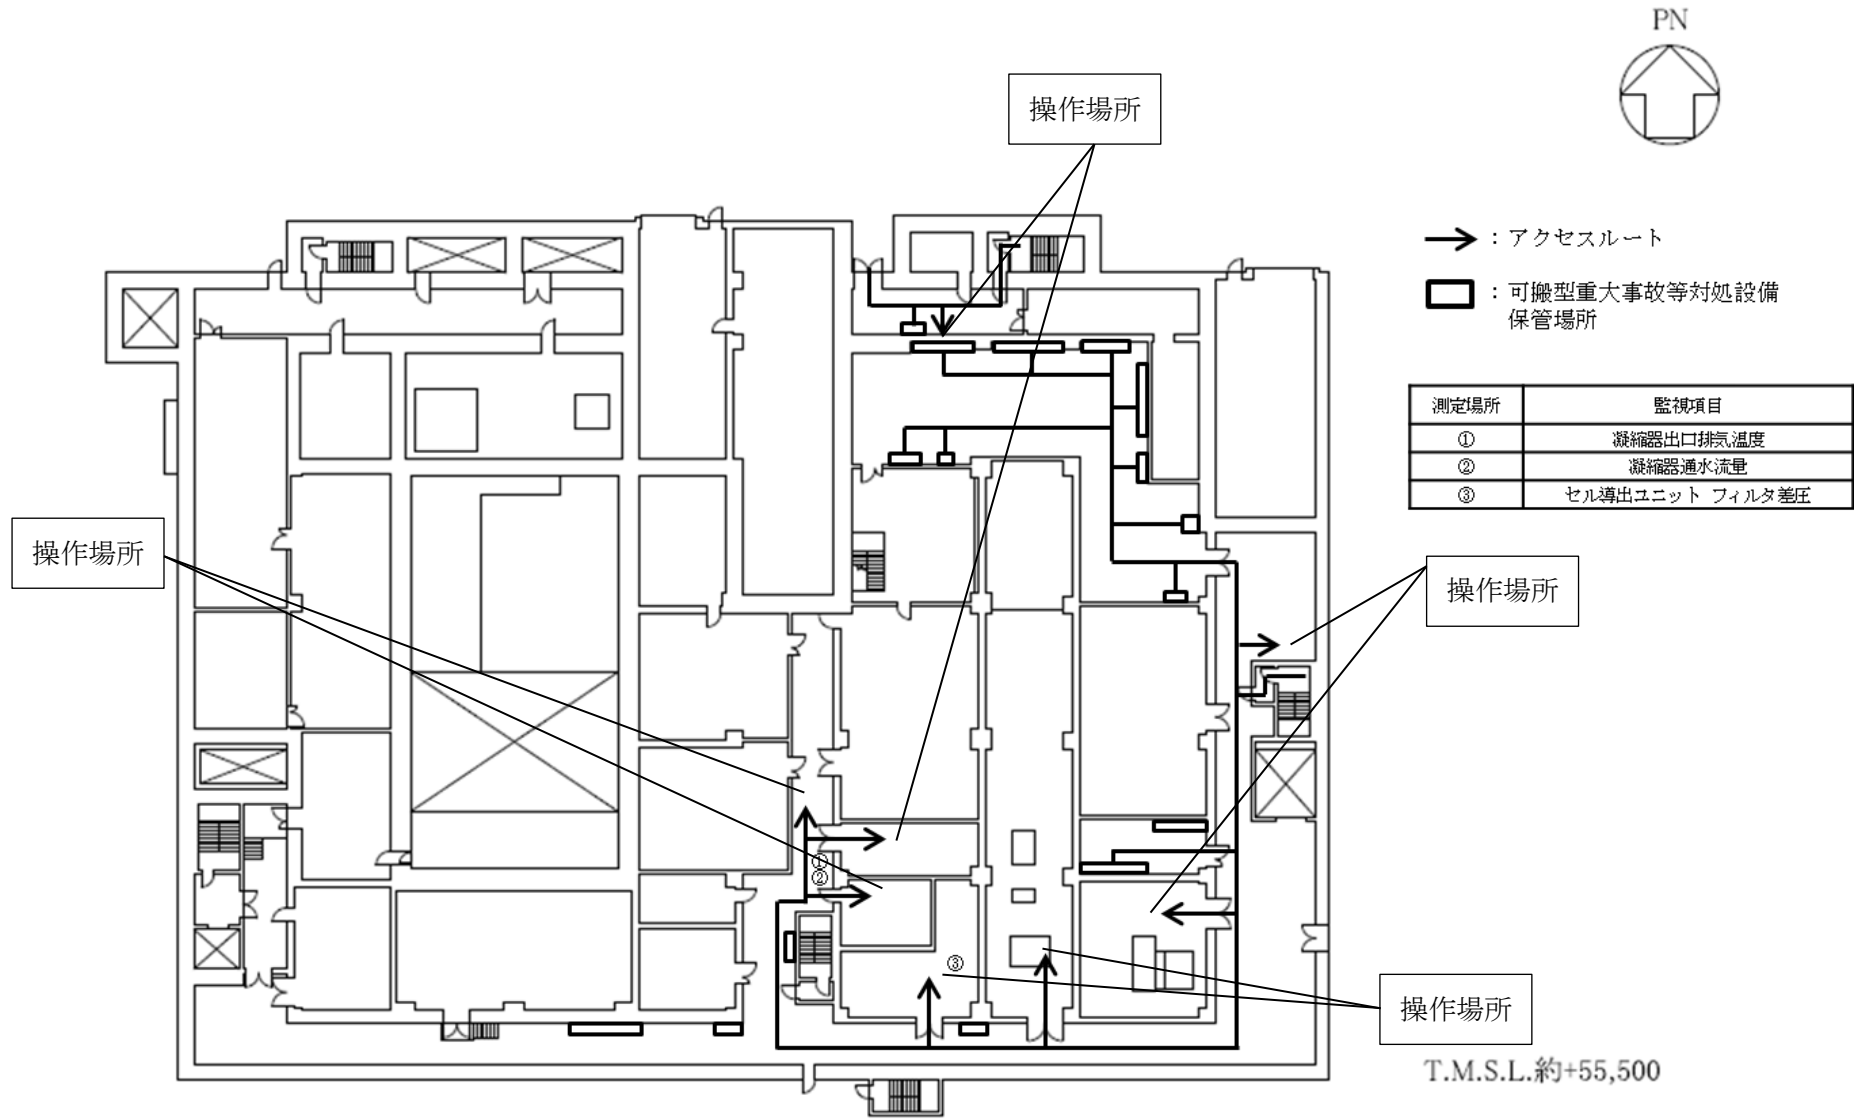 PN
操作場所
：アクセスルート
：可搬型重大事故等対処設備
保管場所
測定場所 監視項目
① 凝縮器出口排気温度
② 凝縮器通水流量
③ セル導出ユニット フィルタ差圧
操作場所
操作場所
①
②
③
操作場所
T.M.S.L.約+55,500